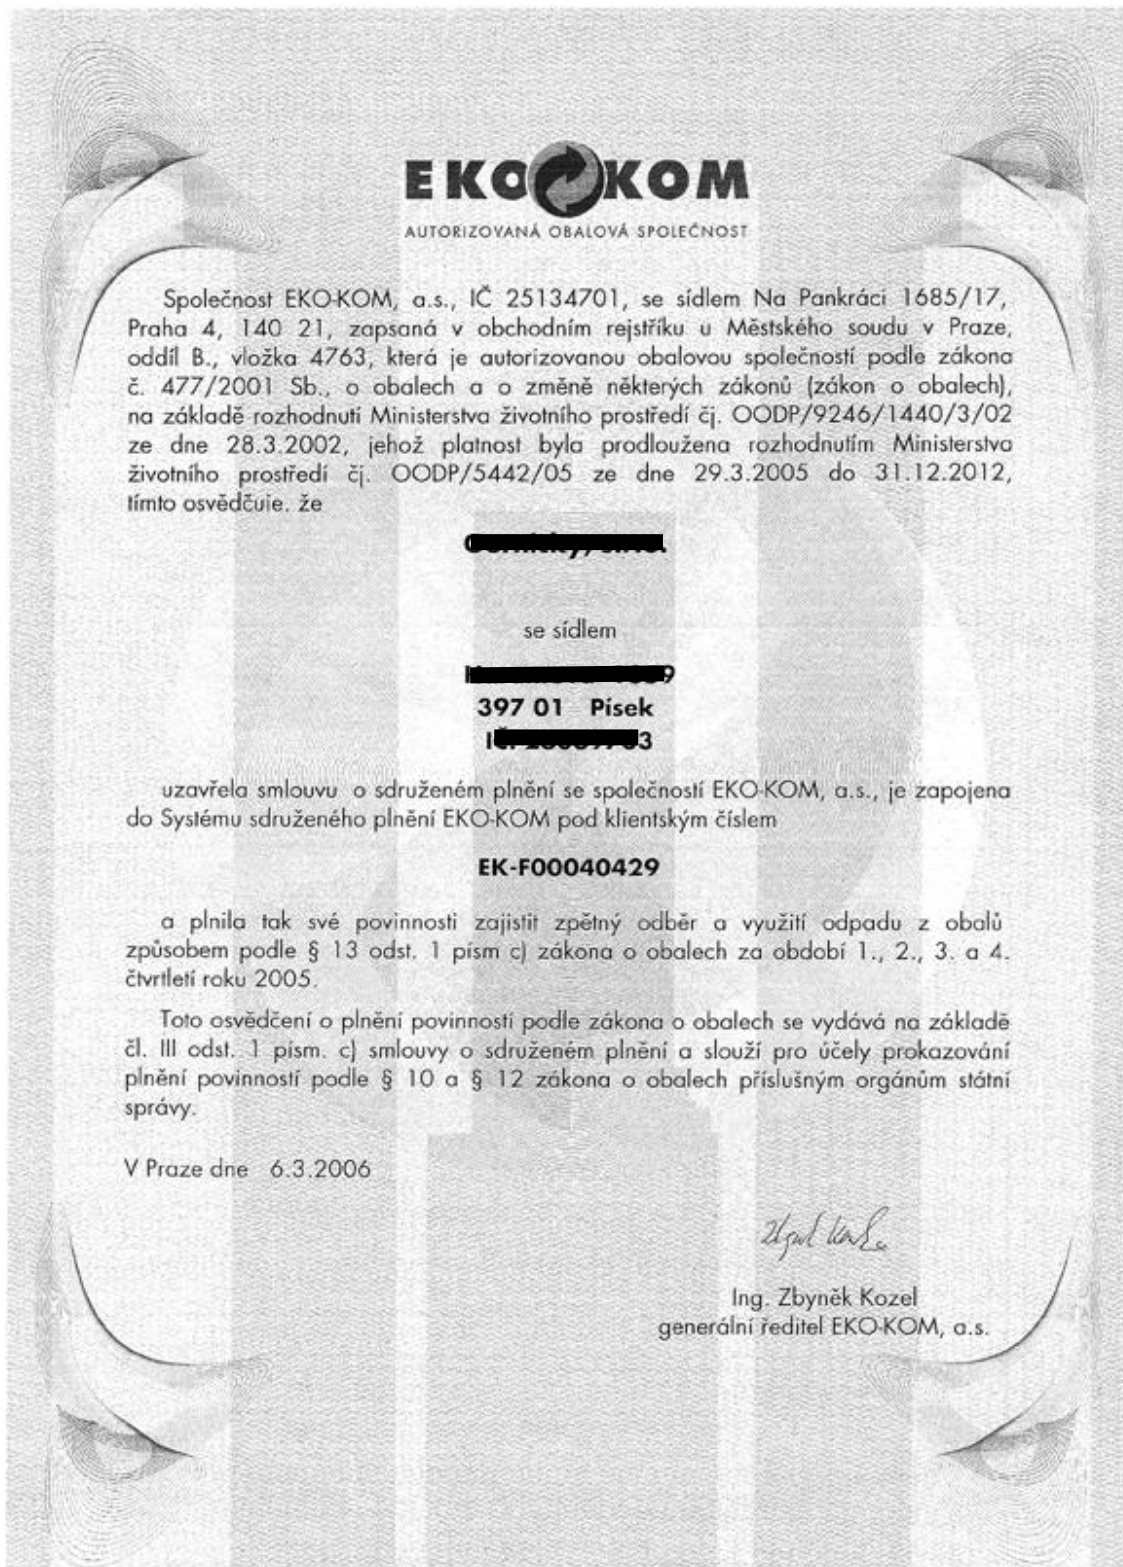 EKO KOM
AUTORIZOVANÁ OBALOVÁ SPOLEČNOST
Společnost EKO-KOM, a.s., IČ 25134701, se sídlem Na Pankráci 1685/17,
Praha 4, 140 21, zapsaná v obchodním rejstříku u Městského soudu v Praze,
oddíl B., vložka 4763, která je autorizovanou obalovou společností podle zákona
č. 477/2001 Sb., o obalech a o změně některých zákonů (zákon o obalech),
na základě rozhodnutí Ministerstva životního prostředí čj. OODP/9246/1440/3/02
ze dne 28.3.2002, jehož platnost byla prodloužena rozhodnutím Ministerstva
životního prostředí čj. OODP/5442/05 ze dne 29.3.2005 do 31.12.2012,
tímto osvědčuje. že
se sídlem
397 01 Písek
uzavřela smlouvu o sdruženém plnění se společností EKO-KOM, a.s., je zapojena
do Systému sdruženého plnění EKO-KOM pod klientským číslem
EK-F00040429
a plnila tak své povinnosti zajistit zpětný odběr a využití odpadu z obalů
způsobem podle § 13 odst. 1 písm c) zákona o obalech za období 1., 2., 3. a 4.
čtvrtletí roku 2005.
Toto osvědčení o plnění povinností podle zákona o obalech se vydává na základě
čl. III odst. 1 písm. c) smlouvy o sdruženém plnění a slouží pro účely prokazování
plnění povinností podle § 10 a § 12 zákona o obalech příslušným orgánům státní
správy.
V Praze dne 6.3.2006
Ing. Zbyněk Kozel
generální ředitel EKO-KOM, a.s.